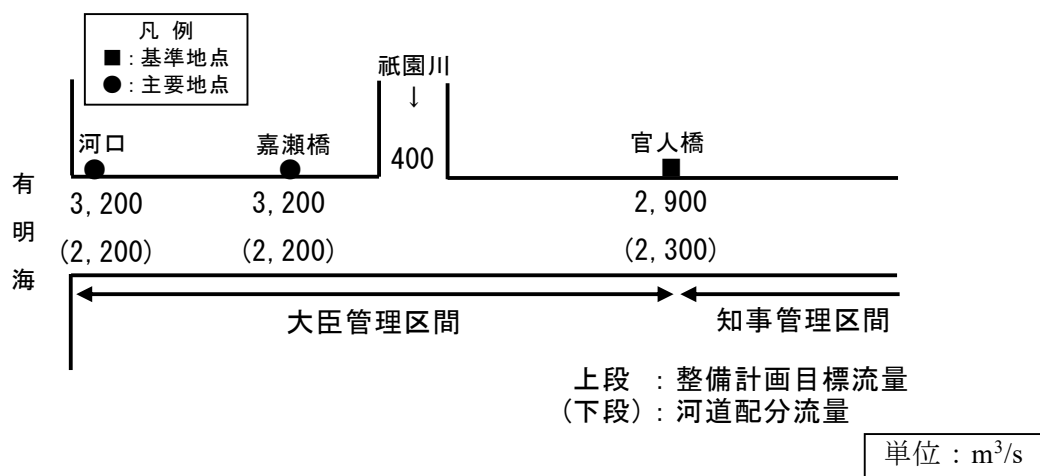 凡 例
■:基準地点
●:主要地点
祇園川
↓
400
河口
嘉瀬橋
官人橋
有明海
3,200
3,200
2,900
(2,200)
(2,200)
(2,300)
大臣管理区間
知事管理区間
上段 :整備計画目標流量
(下段):河道配分流量
単位:m³/s